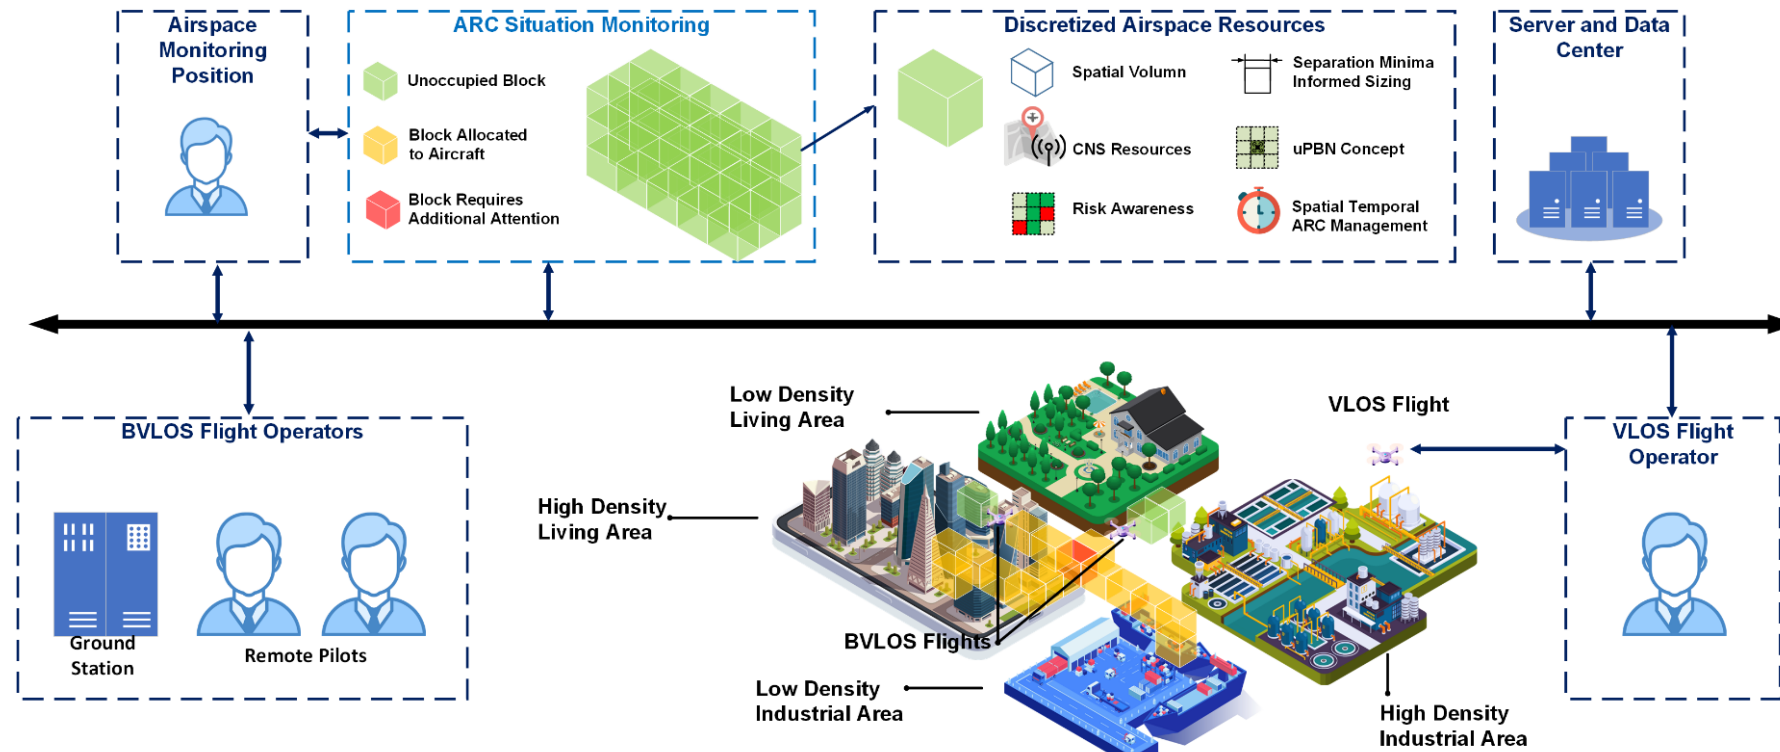 Airspace
Monitoring
Position
ARC Situation Monitoring
Unoccupied Block
Block Allocated
to Aircraft
Block Requires
Additional Attention
Discretized Airspace Resources
Spatial Volumn
Separation Minima
Informed Sizing
CNS Resources
uPBN Concept
Risk Awareness
Spatial Temporal
ARC Management
Server and Data
Center
BVLOS Flight Operators
Ground
Station
Remote Pilots
Low Density
Living Area
High Density
Living Area
BVLOS Flights
Low Density
Industrial Area
VLOS Flight
High Density
Industrial Area
VLOS Flight
Operator